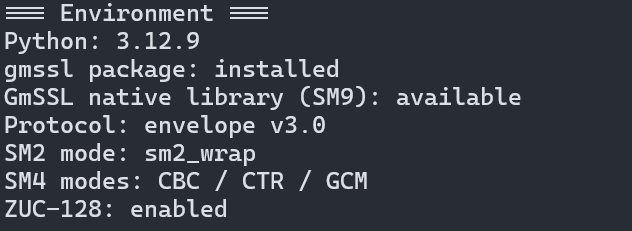 ═══ Environment ═══
Python: 3.12.9
gmssl package: installed
GmSSL native library (SM9): available
Protocol: envelope v3.0
SM2 mode: sm2_wrap
SM4 modes: CBC / CTR / GCM
ZUC-128: enabled